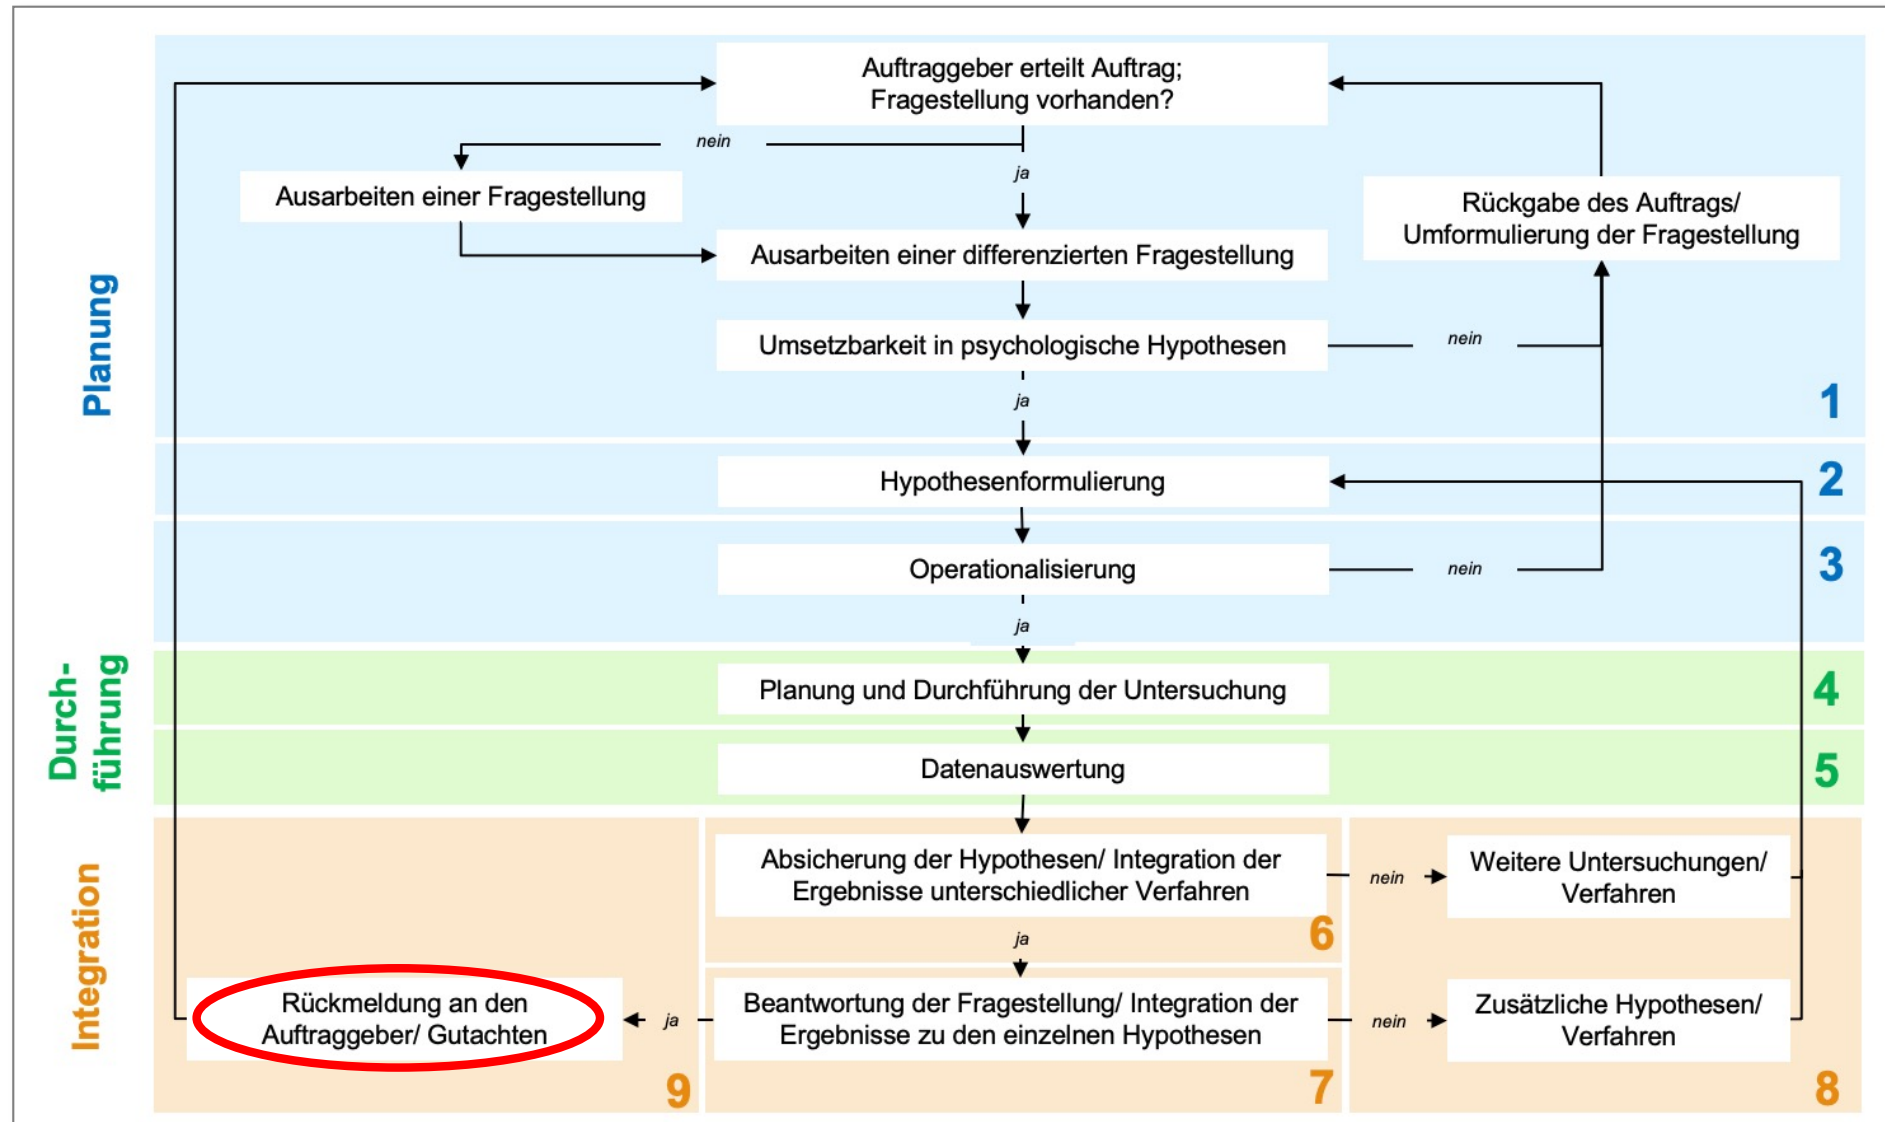 Auftraggeber erteilt Auftrag;
Fragestellung vorhanden?
nein
ja
Ausarbeiten einer Fragestellung
Rückgabe des Auftrags/
Umformulierung der Fragestellung
Ausarbeiten einer differenzierten Fragestellung
Planung
Umsetzbarkeit in psychologische Hypothesen
nein
ja
1
Hypothesenformulierung
2
Operationalisierung
nein
3
ja
Durch-
führung
Planung und Durchführung der Untersuchung
4
Datenauswertung
5
Integration
Absicherung der Hypothesen/ Integration der
Ergebnisse unterschiedlicher Verfahren
nein
Weitere Untersuchungen/
Verfahren
6
ja
Rückmeldung an den
Auftraggeber/ Gutachten
ja
Beantwortung der Fragestellung/ Integration der
Ergebnisse zu den einzelnen Hypothesen
nein
Zusätzliche Hypothesen/
Verfahren
9
7
8